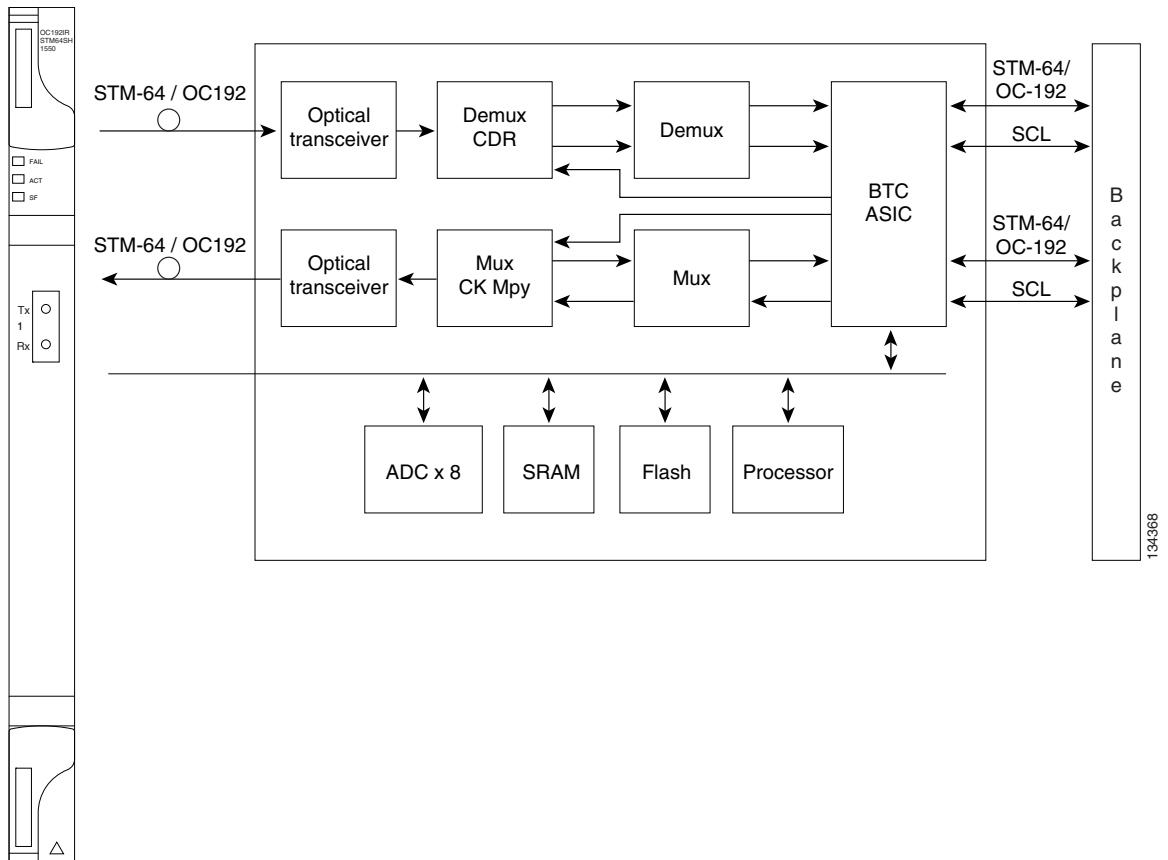 OC192IR
STM64SH
1550
FAIL
ACT
SF
Tx
1
Rx
STM-64 / OC192
Optical
transceiver
Demux
CDR
Demux
BTC
ASIC
STM-64/
OC-192
SCL
STM-64 / OC192
Optical
transceiver
Mux
CK Mpy
Mux
STM-64/
OC-192
SCL
ADC x 8
SRAM
Flash
Processor
B
a
c
k
p
l
a
n
e
134368